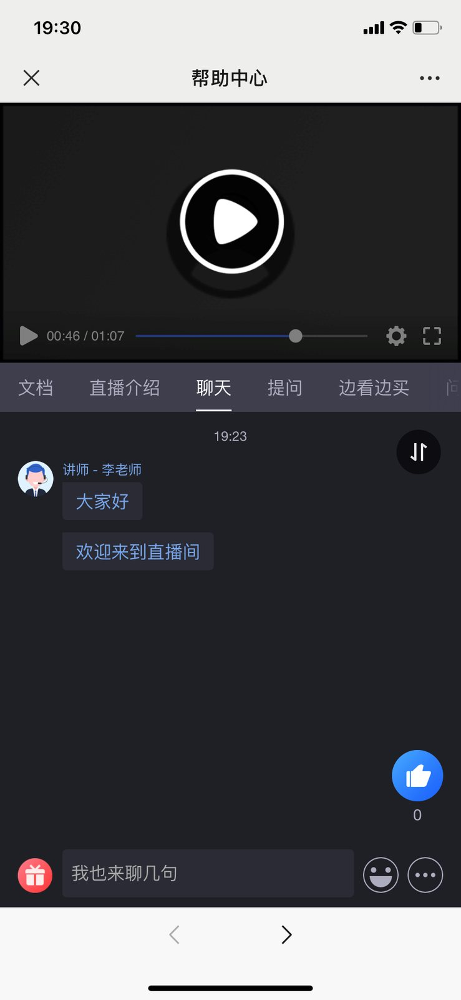 19:30
帮助中心
00:46 / 01:07
文档 直播介绍 聊天 提问 边看边买 问
19:23
讲师 - 李老师
大家好
欢迎来到直播间
0
我也来聊几句